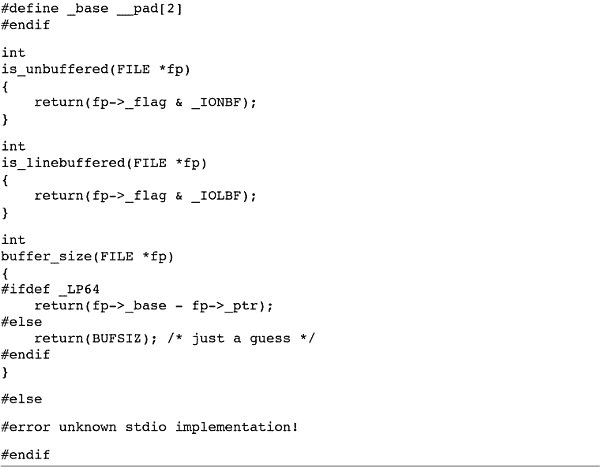 #define _base __pad[2]
#endif
int
is_unbuffered(FILE *fp)
{
    return(fp->_flag & _IONBF);
}
int
is_linebuffered(FILE *fp)
{
    return(fp->_flag & _IOLBF);
}
int
buffer_size(FILE *fp)
{
#ifdef _LP64
    return(fp->_base - fp->_ptr);
#else
    return(BUFSIZ); /* just a guess */
#endif
}
#else
#error unknown stdio implementation!
#endif